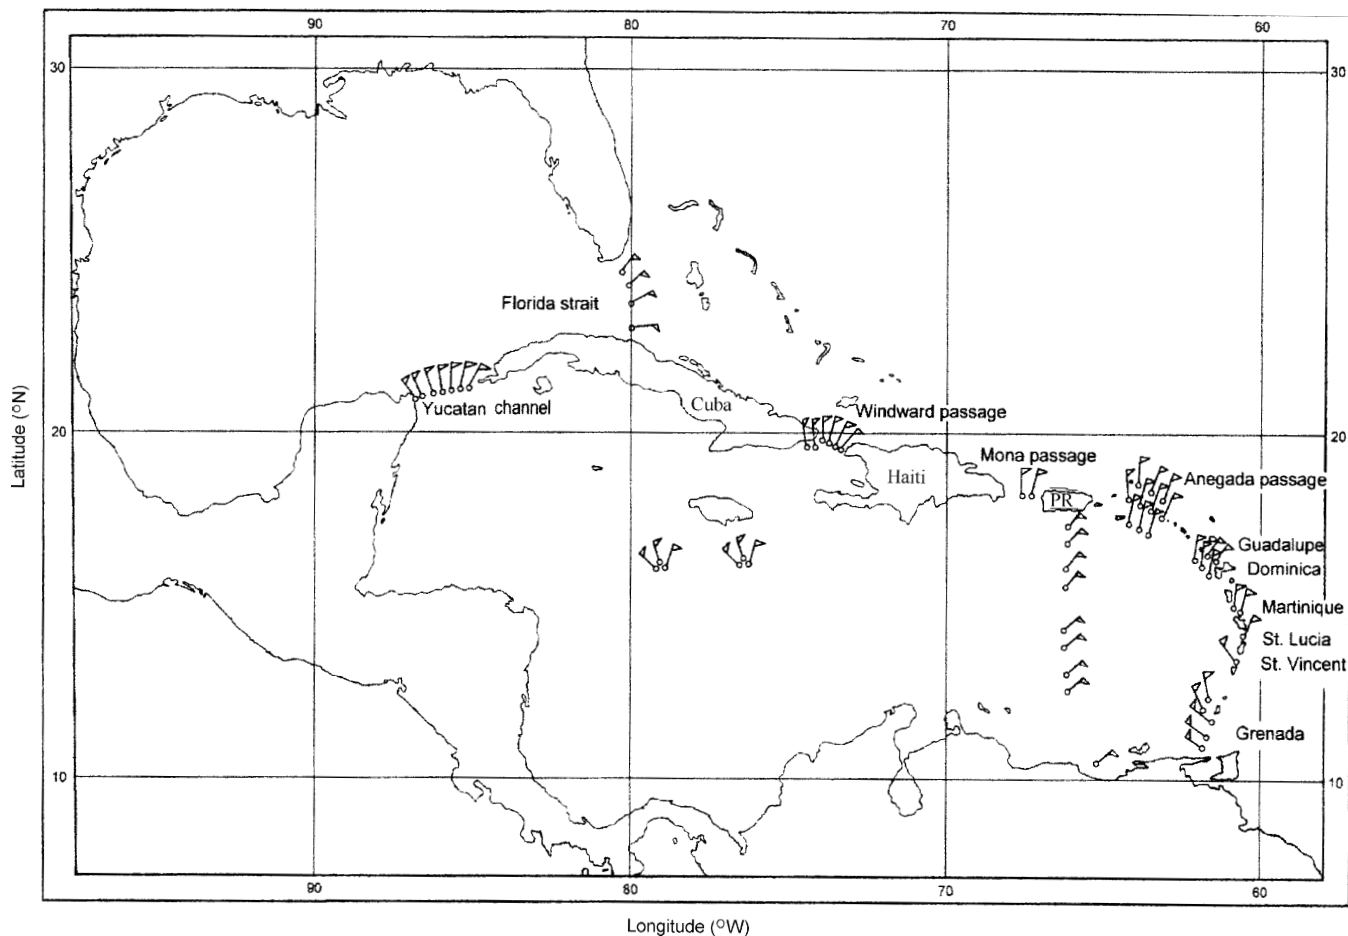 90 80 70 60
30 30
Florida strait
Yucatan channel
Cuba
Windward passage
20 20
Mona passage
Haiti
Anegada passage
PR
Guadalupe
Dominica
Martinique
St. Lucia
St. Vincent
Grenada
10 10
90 80 70 60
Latitude (°N)
Longitude (°W)